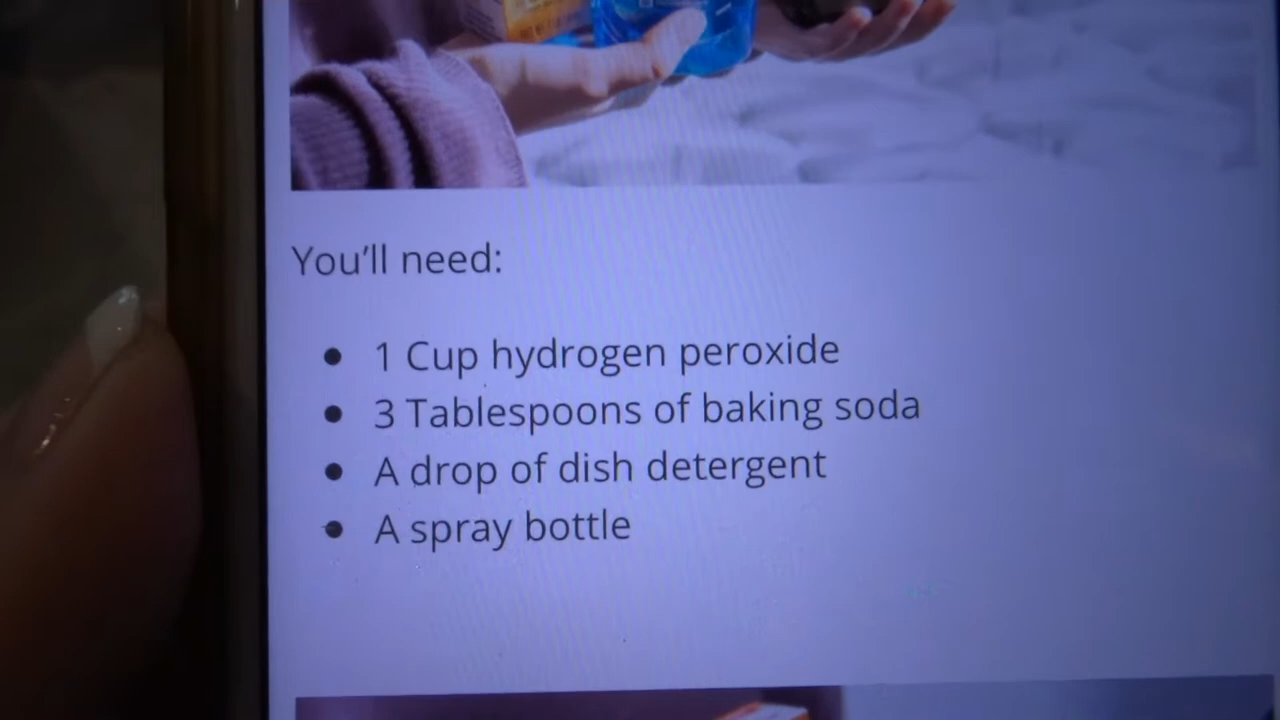 You'll need:
1 Cup hydrogen peroxide
3 Tablespoons of baking soda
A drop of dish detergent
A spray bottle